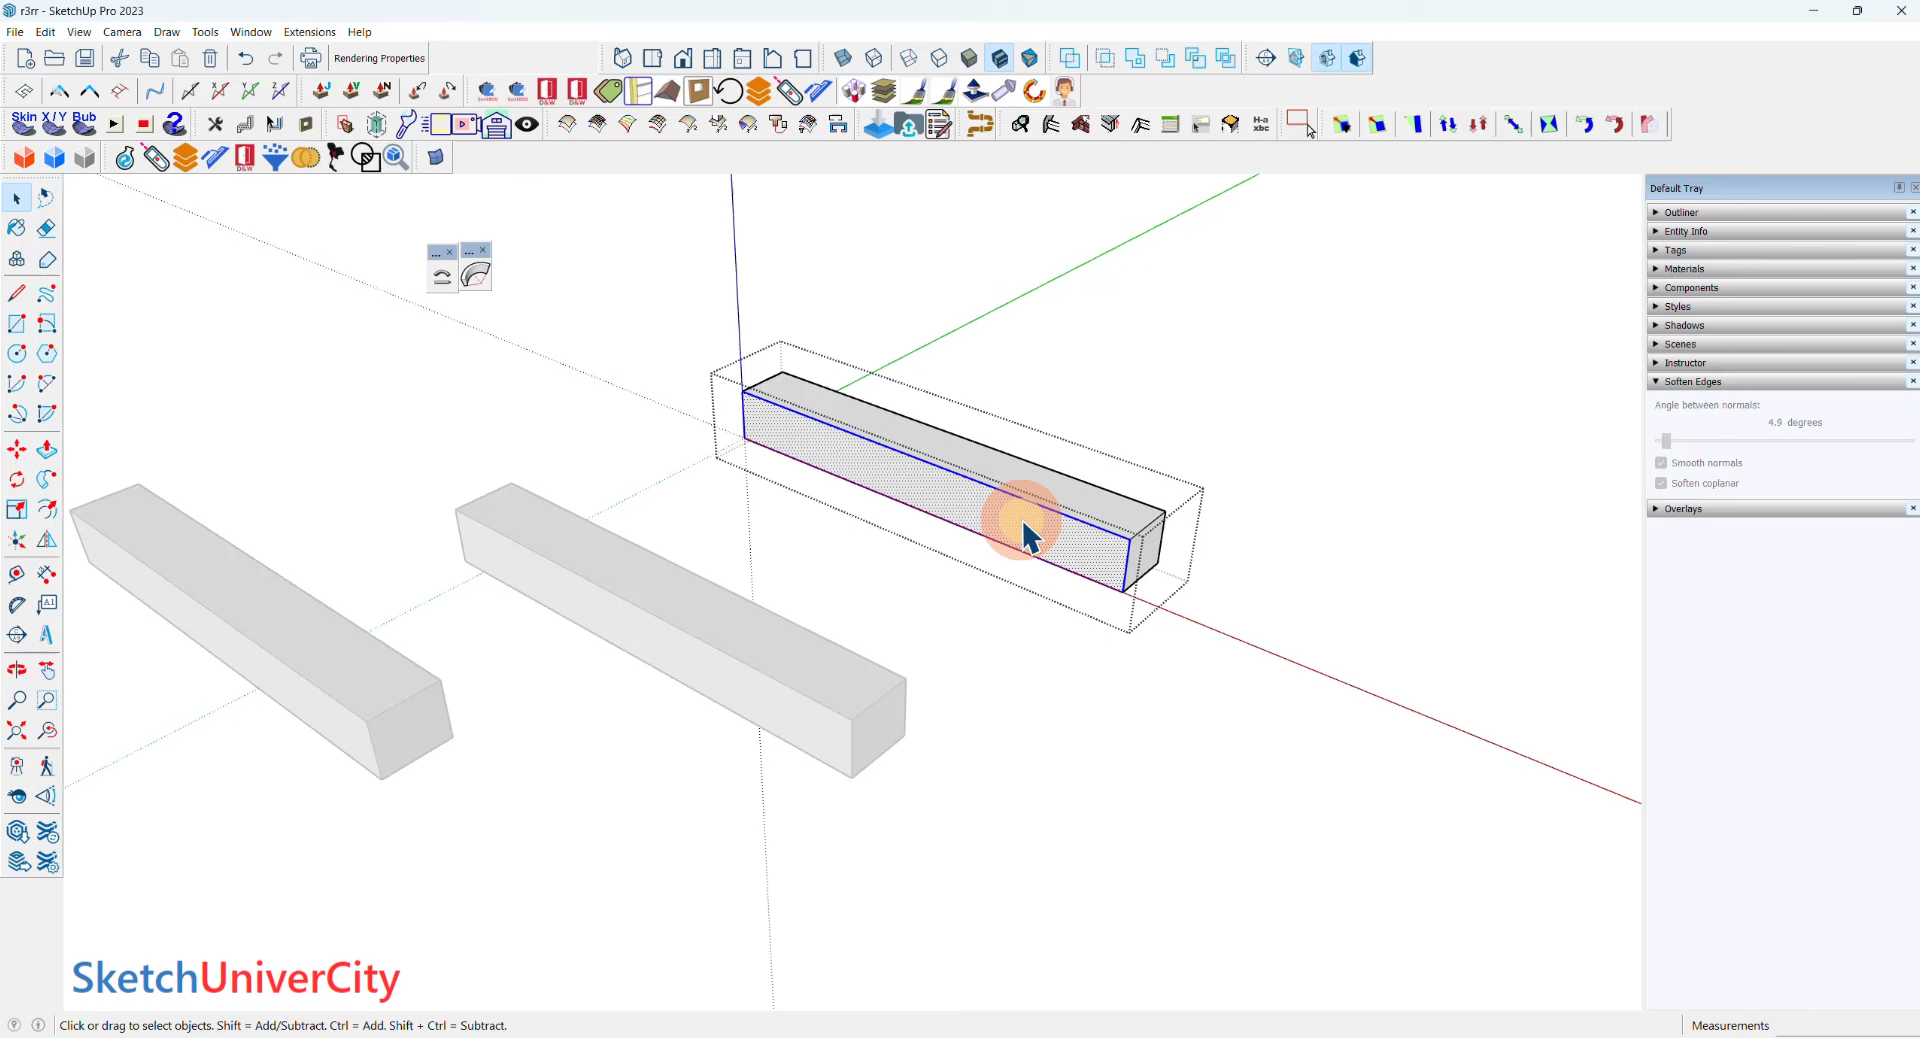 r3rr - SketchUp Pro 2023
File Edit View Camera Draw Tools Window Extensions Help
Rendering Properties
D&W D&W
Skin X/Y Bub
H-a
xbc
D&W
Default Tray
Outliner
Entity Info
Tags
Materials
Components
Styles
Shadows
Scenes
Instructor
Soften Edges
Angle between normals:
4.9 degrees
Smooth normals
Soften coplanar
Overlays
... ...
A1
SketchUniverCity
Click or drag to select objects. Shift = Add/Subtract. Ctrl = Add. Shift + Ctrl = Subtract.
Measurements